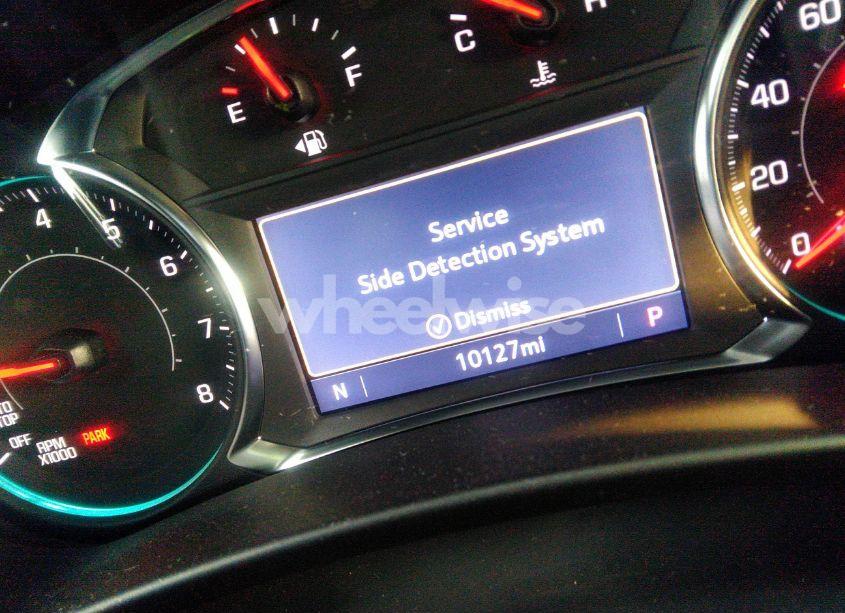 E
F
C
H
4
5
6
7
8
STOP
OFF
RPM
X1000
PARK
Service
Side Detection System
Dismiss
10127mi
N
P
60
40
20
0
wheelwise